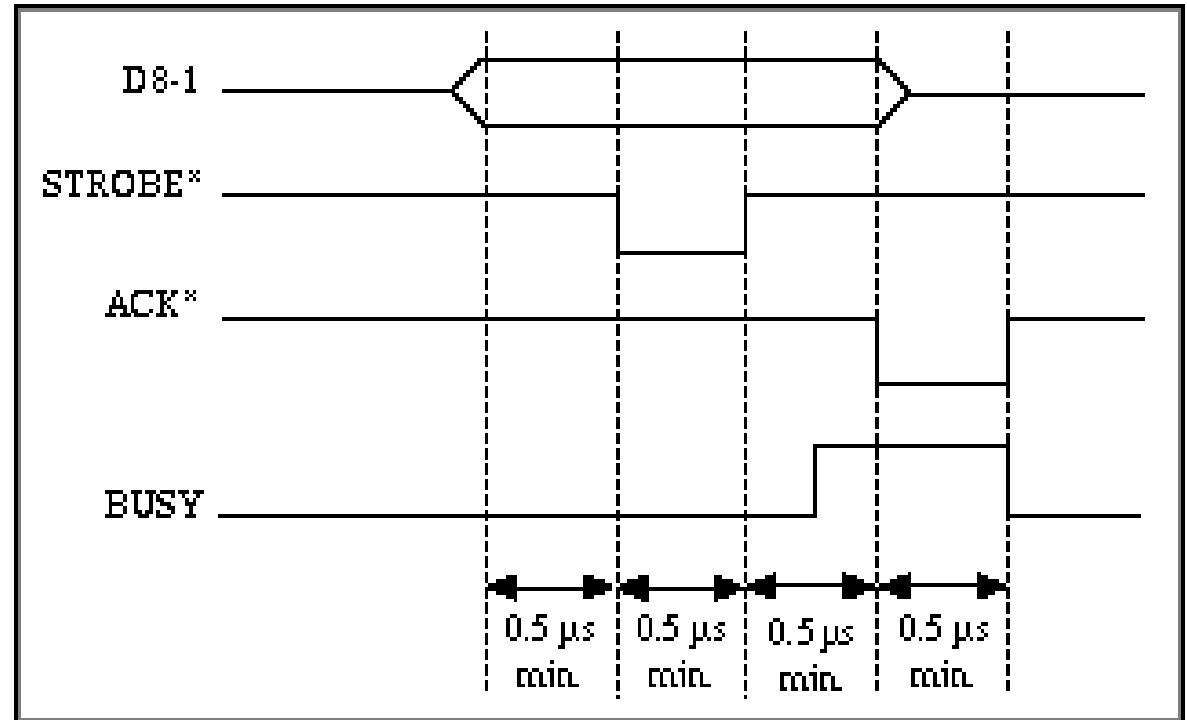 D8-1
STROBE*
ACK*
BUSY
0.5 µs 0.5 µs 0.5 µs 0.5 µs
min. min. min. min.